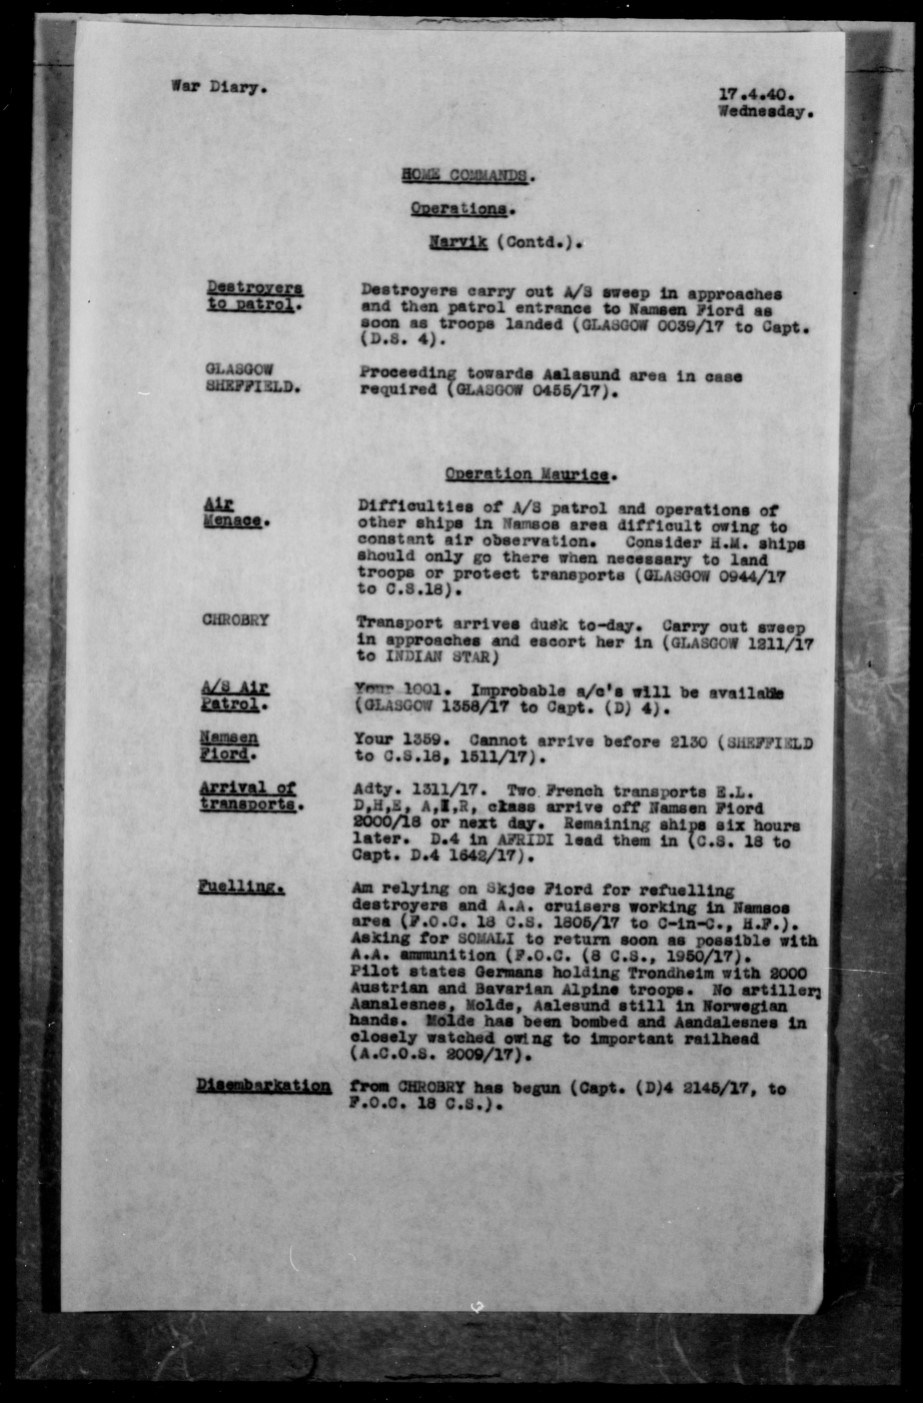 War Diary.
17.4.40.
Wednesday.
HOME COMMANDS.
Operations.
Narvik (Contd.).
Destroyers
to patrol.
Destroyers carry out A/S sweep in approaches
and then patrol entrance to Namsen Fiord as
soon as troops landed (GLASGOW 0039/17 to Capt.
(D.S. 4).
GLASGOW
SHEFFIELD.
Proceeding towards Aalasund area in case
required (GLASGOW 0455/17).
Operation Maurice.
Air
Menace.
Difficulties of A/S patrol and operations of
other ships in Namsos area difficult owing to
constant air observation. Consider H.M. ships
should only go there when necessary to land
troops or protect transports (GLASGOW 0944/17
to C.S.18).
CHROBRY
Transport arrives dusk to-day. Carry out sweep
in approaches and escort her in (GLASGOW 1211/17
to INDIAN STAR)
A/S Air
Patrol.
Your 1001. Improbable a/c's will be available
(GLASGOW 1358/17 to Capt. (D) 4).
Namsen
Fiord.
Your 1359. Cannot arrive before 2130 (SHEFFIELD
to C.S.18, 1511/17).
Arrival of
transports.
Adty. 1311/17. Two French transports E.L.
D,H,E, A,I,R, class arrive off Namsen Fiord
2000/18 or next day. Remaining ships six hours
later. D.4 in AFRIDI lead them in (C.S. 18 to
Capt. D.4 1642/17).
Fuelling.
Am relying on Skjce Fiord for refuelling
destroyers and A.A. cruisers working in Namsos
area (F.O.C. 18 C.S. 1805/17 to C-in-C., H.F.).
Asking for SOMALI to return soon as possible with
A.A. ammunition (F.O.C. (8 C.S., 1950/17).
Pilot states Germans holding Trondheim with 2000
Austrian and Bavarian Alpine troops. No artillery
Aanalesnes, Molde, Aalesund still in Norwegian
hands. Molde has been bombed and Aandalesnes in
closely watched owing to important railhead
(A.C.O.S. 2009/17).
Disembarkation
from CHROBRY has begun (Capt. (D)4 2145/17, to
F.O.C. 18 C.S.).